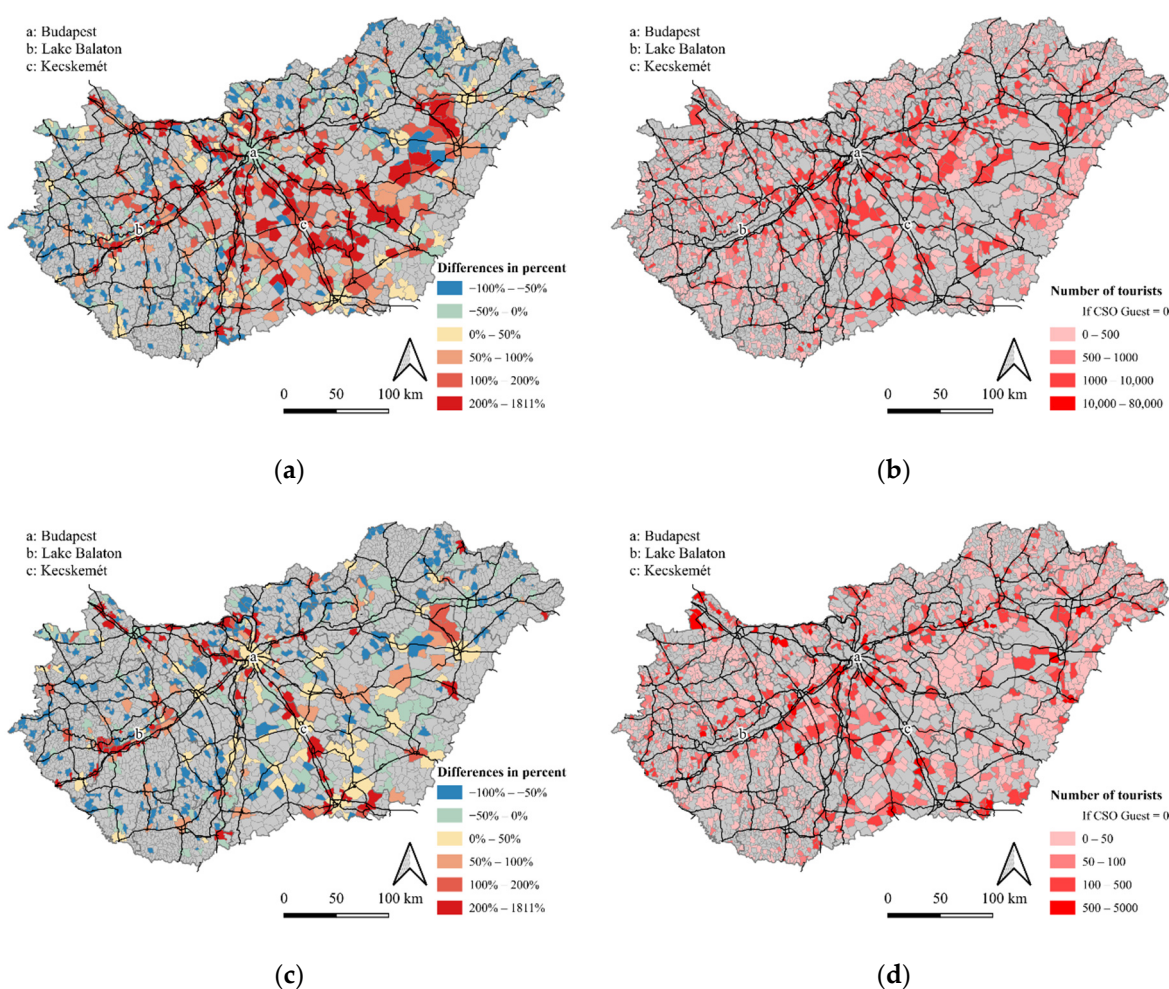 a: Budapest
b: Lake Balaton
c: Kecskemét
a
b
c
Differences in percent
−100% – −50%
−50% – 0%
0% – 50%
50% – 100%
100% – 200%
200% – 1811%
0 50 100 km
(a)
a: Budapest
b: Lake Balaton
c: Kecskemét
a
b
c
Number of tourists
If CSO Guest = 0
0 – 500
500 – 1000
1000 – 10,000
10,000 – 80,000
0 50 100 km
(b)
a: Budapest
b: Lake Balaton
c: Kecskemét
a
b
c
Differences in percent
−100% – −50%
−50% – 0%
0% – 50%
50% – 100%
100% – 200%
200% – 1811%
0 50 100 km
(c)
a: Budapest
b: Lake Balaton
c: Kecskemét
a
b
c
Number of tourists
If CSO Guest = 0
0 – 50
50 – 100
100 – 500
500 – 5000
0 50 100 km
(d)